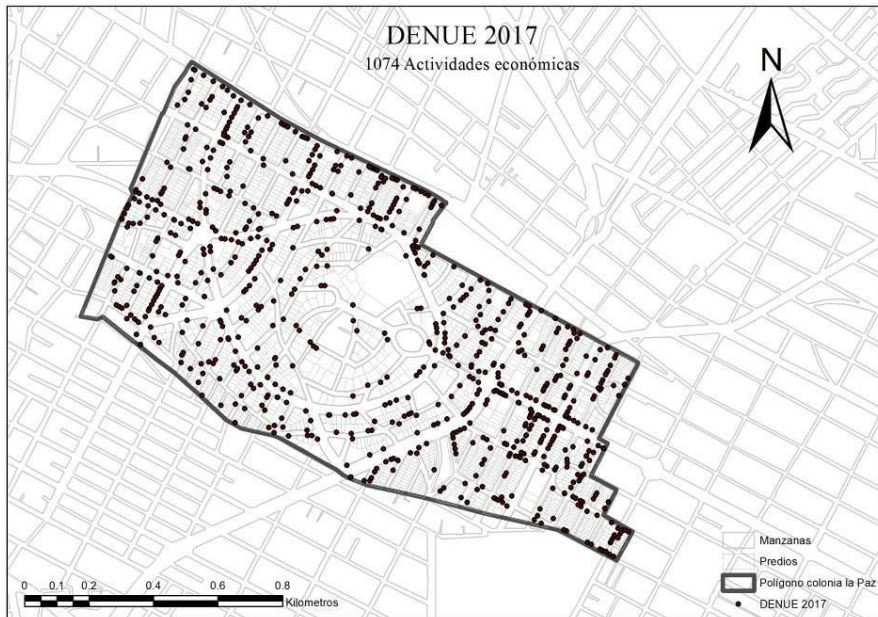 DENUE 2017
1074 Actividades económicas
N
Manzanas
Predios
Polígono colonia la Paz
DENUE 2017
0 0.1 0.2 0.4 0.6 0.8
Kilometros